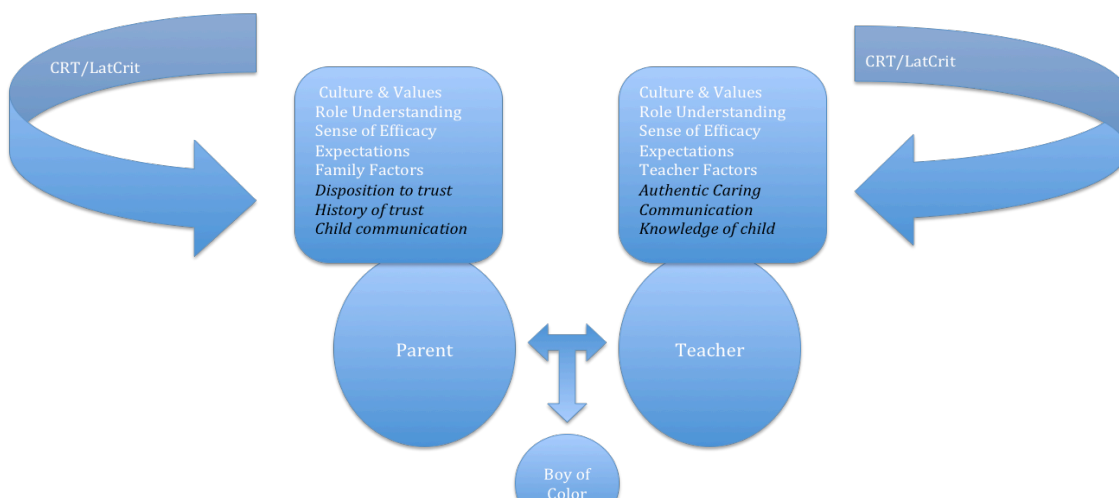 CRT/LatCrit
CRT/LatCrit
Culture & Values
Role Understanding
Sense of Efficacy
Expectations
Family Factors
Disposition to trust
History of trust
Child communication
Culture & Values
Role Understanding
Sense of Efficacy
Expectations
Teacher Factors
Authentic Caring
Communication
Knowledge of child
Parent
Teacher
Boy of
Color